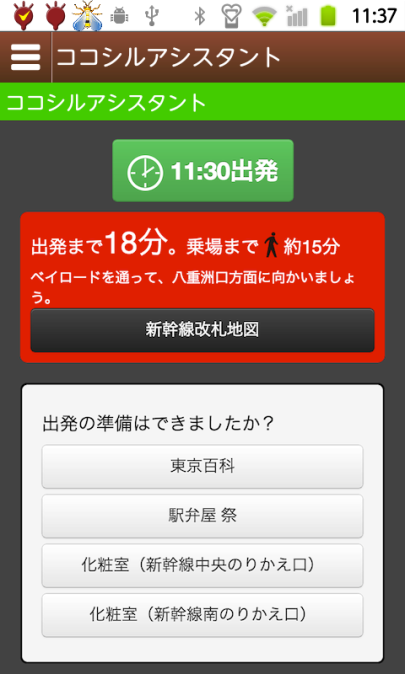 11:37
ココシルアシスタント
ココシルアシスタント
11:30出発
出発まで18分。乗場まで 約15分
ベイロードを通って、八重洲口方面に向かいましょ
う。
新幹線改札地図
出発の準備はできましたか？
東京百科
駅弁屋 祭
化粧室（新幹線中央のりかえ口）
化粧室（新幹線南のりかえ口）